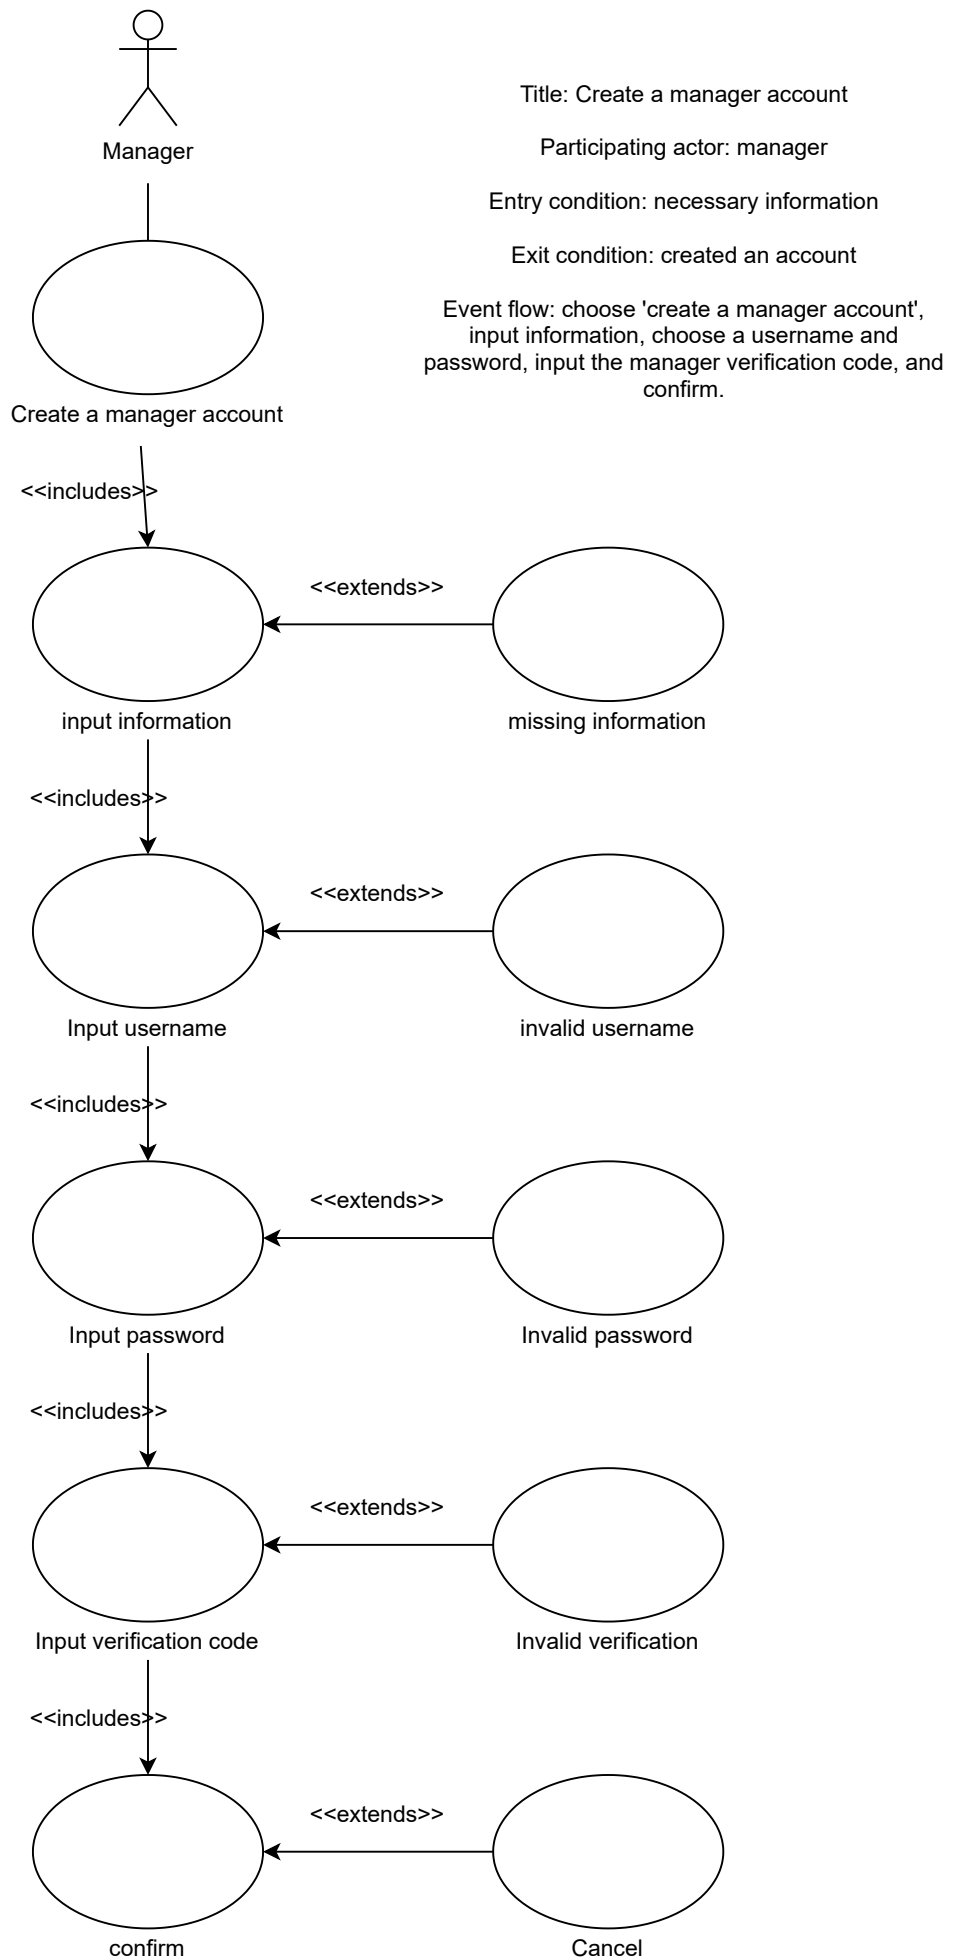 Manager
Title: Create a manager account
Participating actor: manager
Entry condition: necessary information
Exit condition: created an account
Event flow: choose 'create a manager account',
input information, choose a username and
password, input the manager verification code, and
confirm.
Create a manager account
<<includes>>
<<extends>>
input information
missing information
<<includes>>
<<extends>>
Input username
invalid username
<<includes>>
<<extends>>
Input password
Invalid password
<<includes>>
<<extends>>
Input verification code
Invalid verification
<<includes>>
<<extends>>
confirm
Cancel